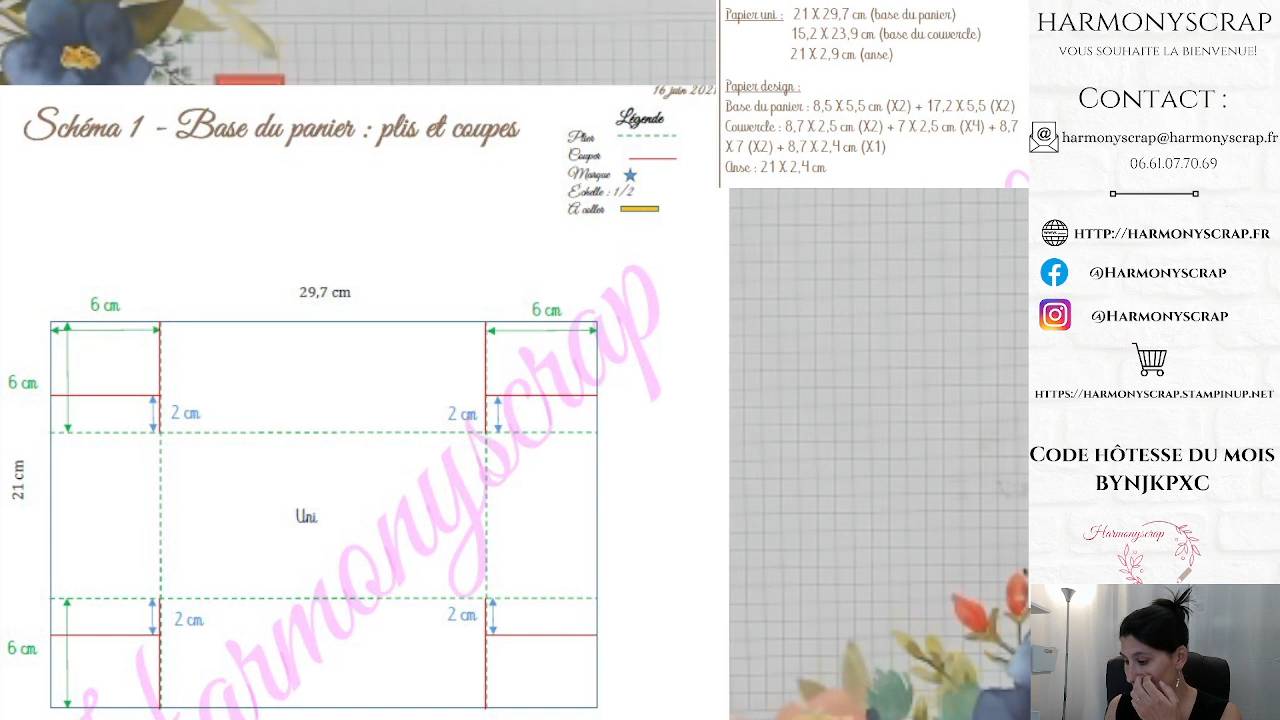 Papier uni : 21 X 29,7 cm (base du panier)
15,2 X 23,9 cm (base du couvercle)
21 X 2,9 cm (anse)
Papier design :
Base du panier : 8,5 X 5,5 cm (X2) + 17,2 X 5,5 (X2)
Couvercle : 8,7 X 2,5 cm (X2) + 7 X 2,5 cm (X4) + 8,7
X 7 (X2) + 8,7 X 2,4 cm (X1)
Anse : 21 X 2,4 cm
16 juin 2021
Schéma 1 - Base du panier : plis et coupes
Légende
Plier
Couper
Marque
Echelle : 1/2
A coller
29,7 cm
6 cm
6 cm
6 cm
2 cm
2 cm
21 cm
Uni
2 cm
2 cm
6 cm
Harmonyscrap
HARMONYSCRAP
VOUS SOUHAITE LA BIENVENUE!
CONTACT :
harmonyscrap@harmonyscrap.fr
06.61.07.70.69
www
HTTP://HARMONYSCRAP.FR
@HARMONYSCRAP
@HARMONYSCRAP
HTTPS://HARMONYSCRAP.STAMPINUP.NET
CODE HÔTESSE DU MOIS
BYNJKPXC
Harmonyscrap